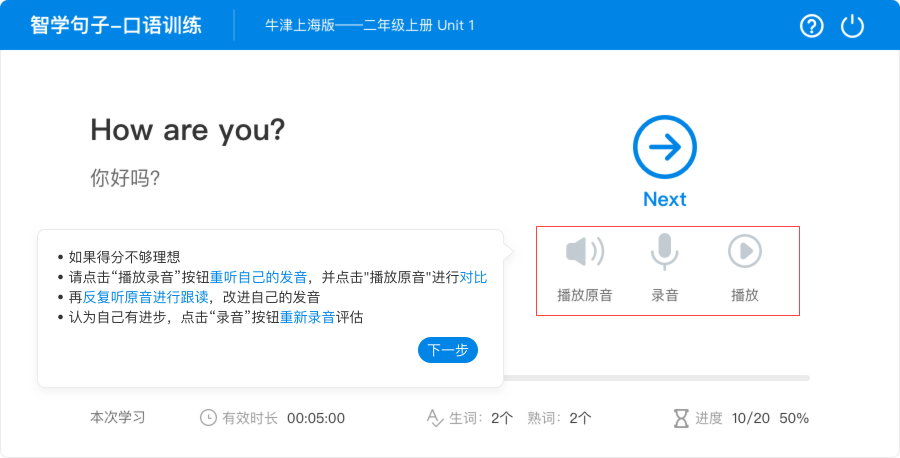 智学句子-口语训练
牛津上海版——二年级上册 Unit 1
How are you?
你好吗?
Next
• 如果得分不够理想
• 请点击“播放录音”按钮重听自己的发音，并点击"播放原音"进行对比
• 再反复听原音进行跟读，改进自己的发音
• 认为自己有进步，点击“录音”按钮重新录音评估
下一步
播放原音 录音 播放
本次学习 有效时长 00:05:00 生词：2个 熟词：2个 进度 10/20 50%